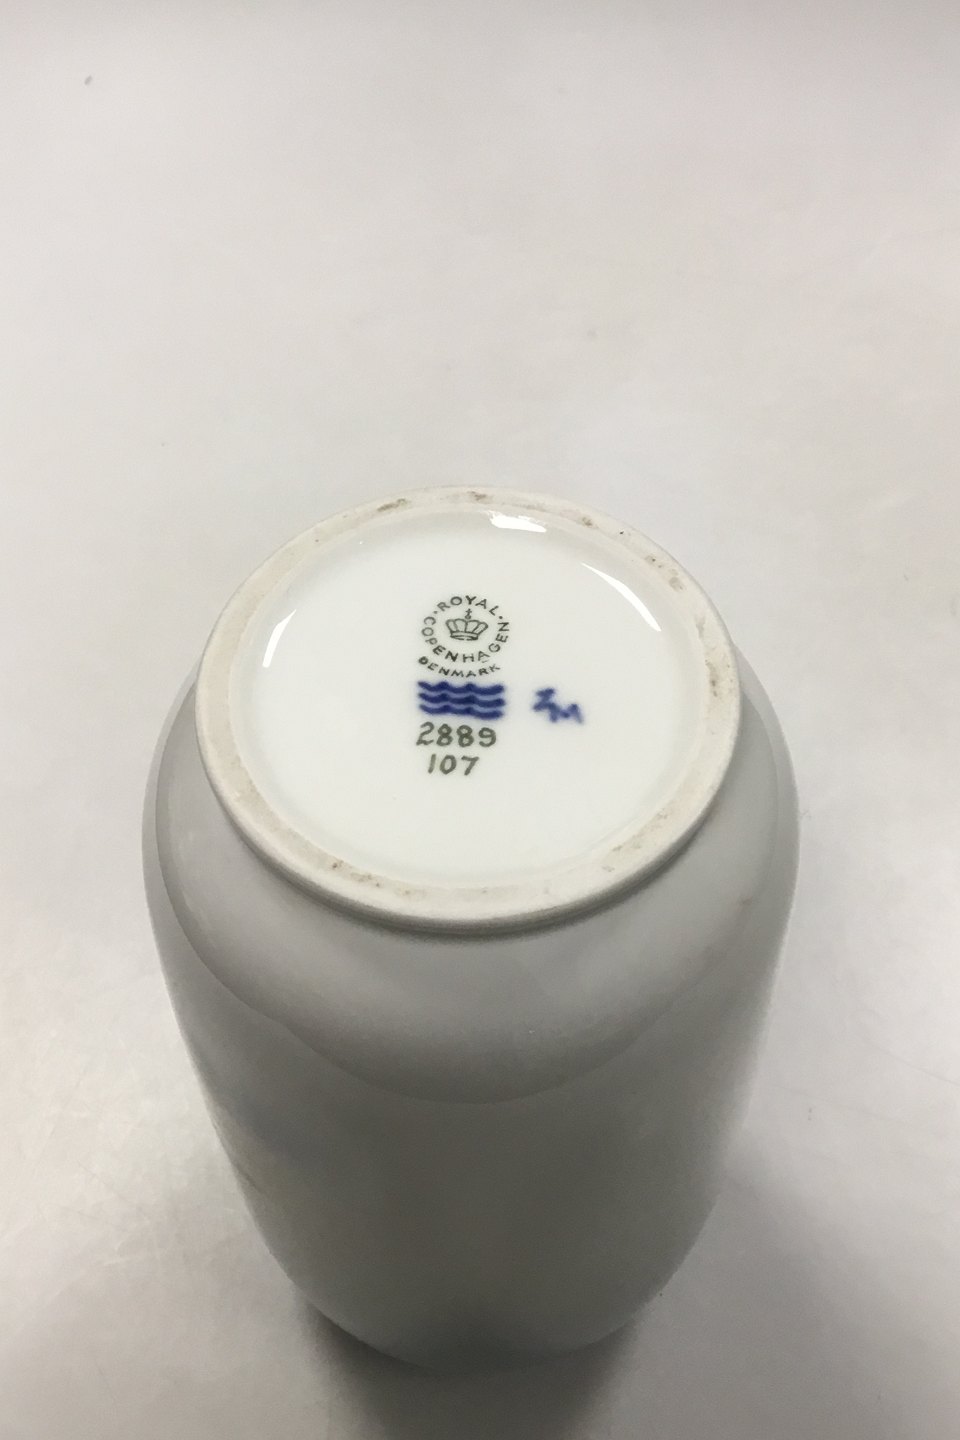 ROYAL
COPENHAGEN
DENMARK
2889
107